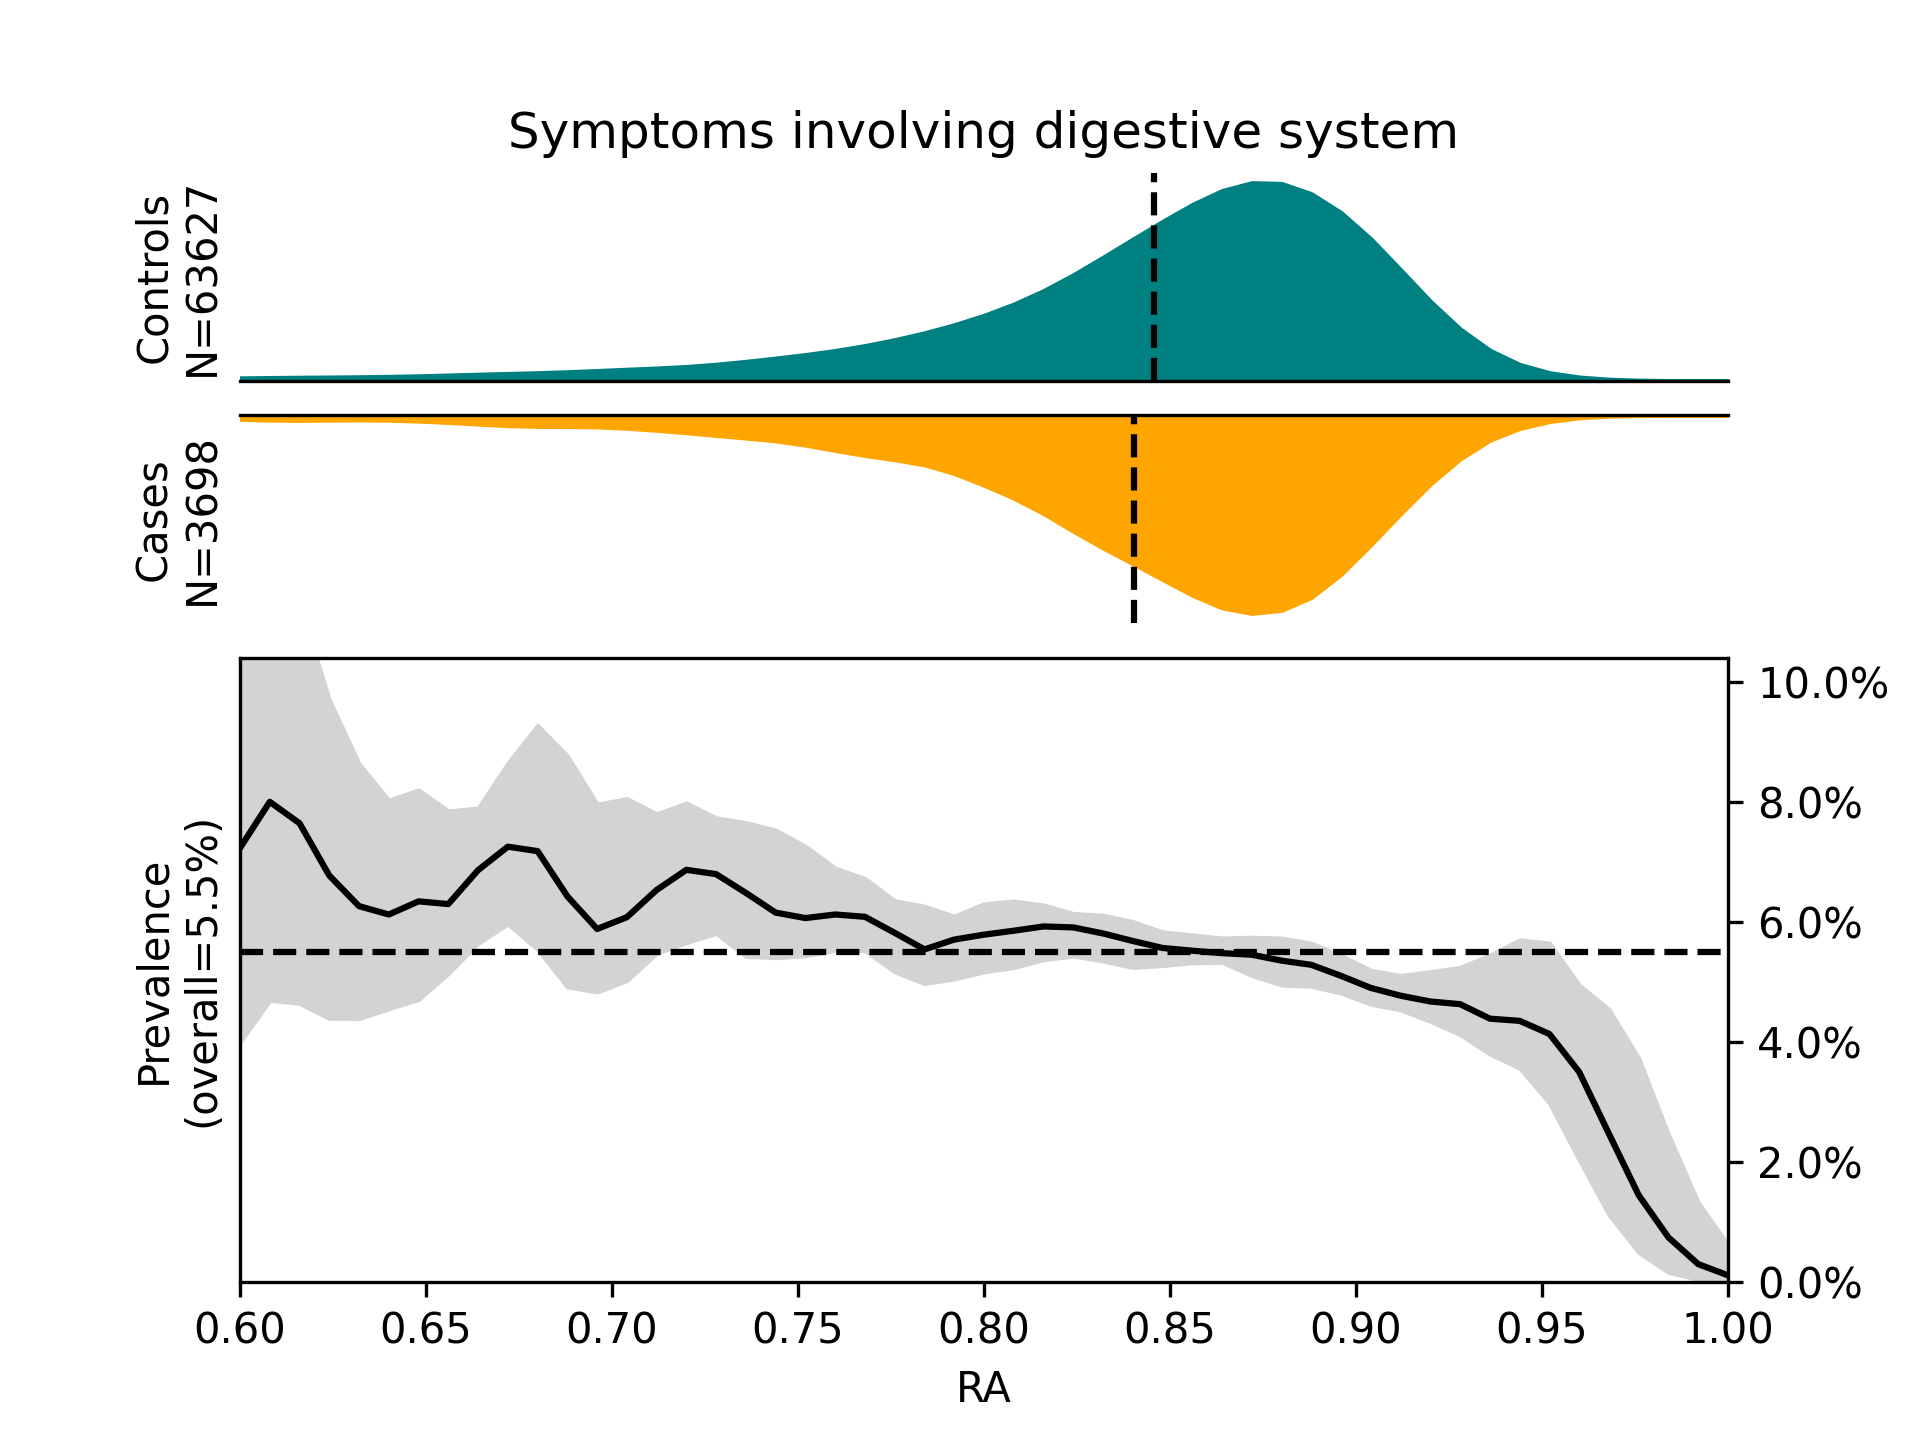 Symptoms involving digestive system
Controls
N=63627
Cases
N=3698
Prevalence
(overall=5.5%)
10.0%
8.0%
6.0%
4.0%
2.0%
0.0%
0.60 0.65 0.70 0.75 0.80 0.85 0.90 0.95 1.00
RA